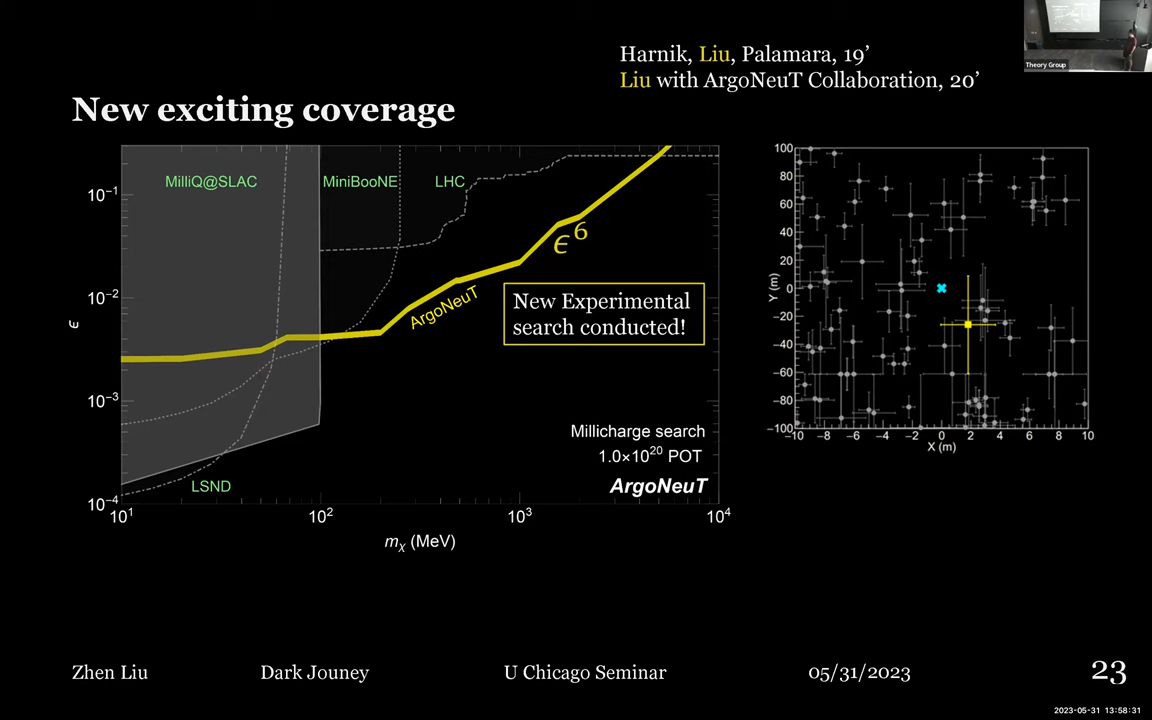 Harnik, Liu, Palamara, 19’
Liu with ArgoNeuT Collaboration, 20’
Theory Group
New exciting coverage
MilliQ@SLAC
MiniBooNE
LHC
10⁻¹
10⁻²
10⁻³
10⁻⁴
ε
ϵ⁶
ArgoNeuT
New Experimental
search conducted!
Millicharge search
1.0×10²⁰ POT
ArgoNeuT
LSND
10¹ 10² 10³ 10⁴
mᵪ (MeV)
100
80
60
40
20
0
−20
−40
−60
−80
−100
Y (m)
−10 −8 −6 −4 −2 0 2 4 6 8 10
X (m)
Zhen Liu Dark Jouney U Chicago Seminar 05/31/2023 23
2023-05-31 13:58:31